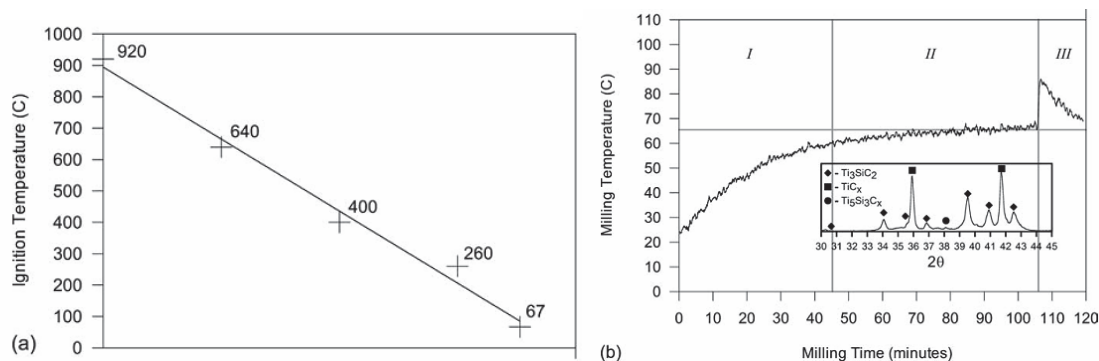 Ignition Temperature (C)
1000
900
800
700
600
500
400
300
200
100
0
920
640
400
260
67
(a)
(b)
Milling Temperature (C)
110
100
90
80
70
60
50
40
30
20
10
0
I
II
III
◆ - Ti₃SiC₂
■ - TiCₓ
● - Ti₅Si₃Cₓ
30 31 32 33 34 35 36 37 38 39 40 41 42 43 44 45
2θ
0 10 20 30 40 50 60 70 80 90 100 110 120
Milling Time (minutes)